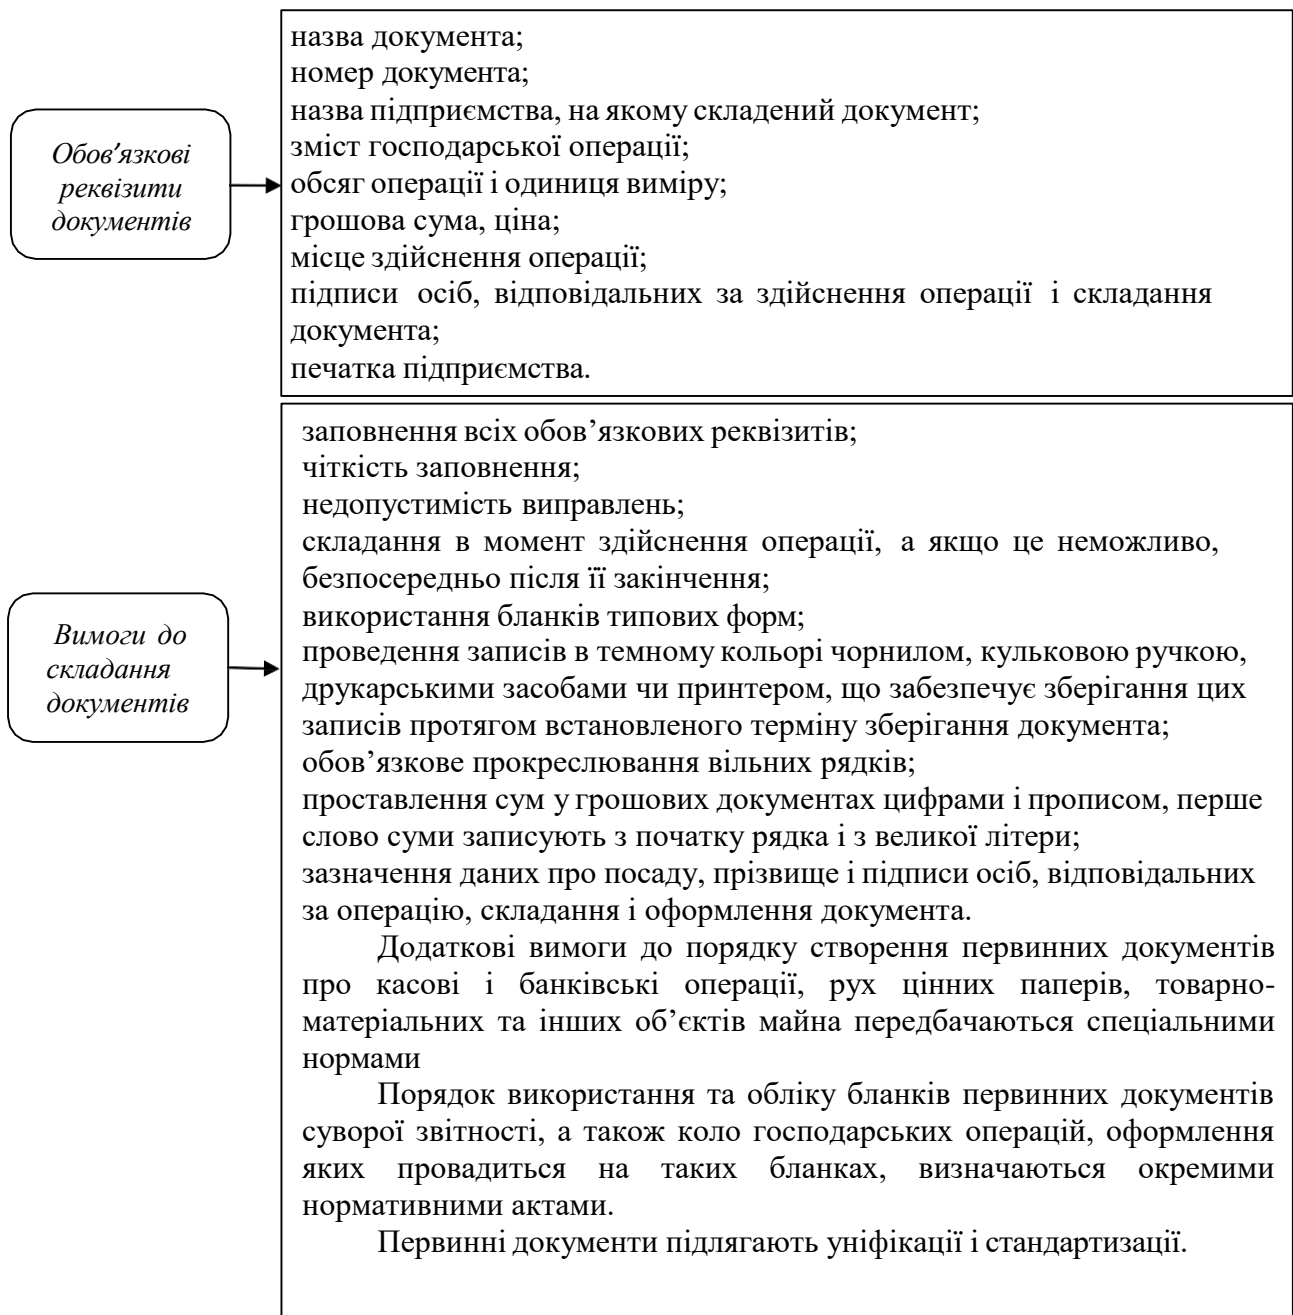 Обов'язкові
реквізити
документів
назва документа;
номер документа;
назва підприємства, на якому складений документ;
зміст господарської операції;
обсяг операції і одиниця виміру;
грошова сума, ціна;
місце здійснення операції;
підписи осіб, відповідальних за здійснення операції і складання
документа;
печатка підприємства.
Вимоги до
складання
документів
заповнення всіх обов’язкових реквізитів;
чіткість заповнення;
недопустимість виправлень;
складання в момент здійснення операції, а якщо це неможливо,
безпосередньо після її закінчення;
використання бланків типових форм;
проведення записів в темному кольорі чорнилом, кульковою ручкою,
друкарськими засобами чи принтером, що забезпечує зберігання цих
записів протягом встановленого терміну зберігання документа;
обов’язкове прокреслювання вільних рядків;
проставлення сум у грошових документах цифрами і прописом, перше
слово суми записують з початку рядка і з великої літери;
зазначення даних про посаду, прізвище і підписи осіб, відповідальних
за операцію, складання і оформлення документа.
Додаткові вимоги до порядку створення первинних документів
про касові і банківські операції, рух цінних паперів, товарно-
матеріальних та інших об’єктів майна передбачаються спеціальними
нормами
Порядок використання та обліку бланків первинних документів
суворої звітності, а також коло господарських операцій, оформлення
яких провадиться на таких бланках, визначаються окремими
нормативними актами.
Первинні документи підлягають уніфікації і стандартизації.